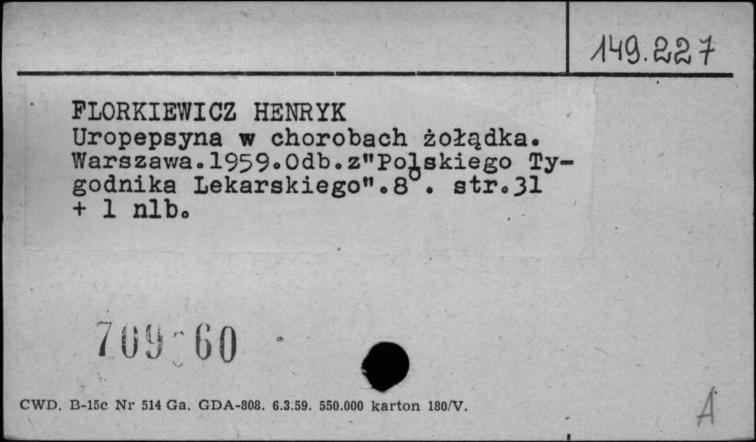 149.227
FLORKIEWICZ HENRYK
Uropepsyna w chorobach żołądka.
Warszawa.1959.Odb.z"Polskiego Ty-
godnika Lekarskiego".8º. str.31
+ 1 nlb.
709 60
CWD. B-15c Nr 514 Ga. GDA-808. 6.3.59. 550.000 karton 180/V.
A